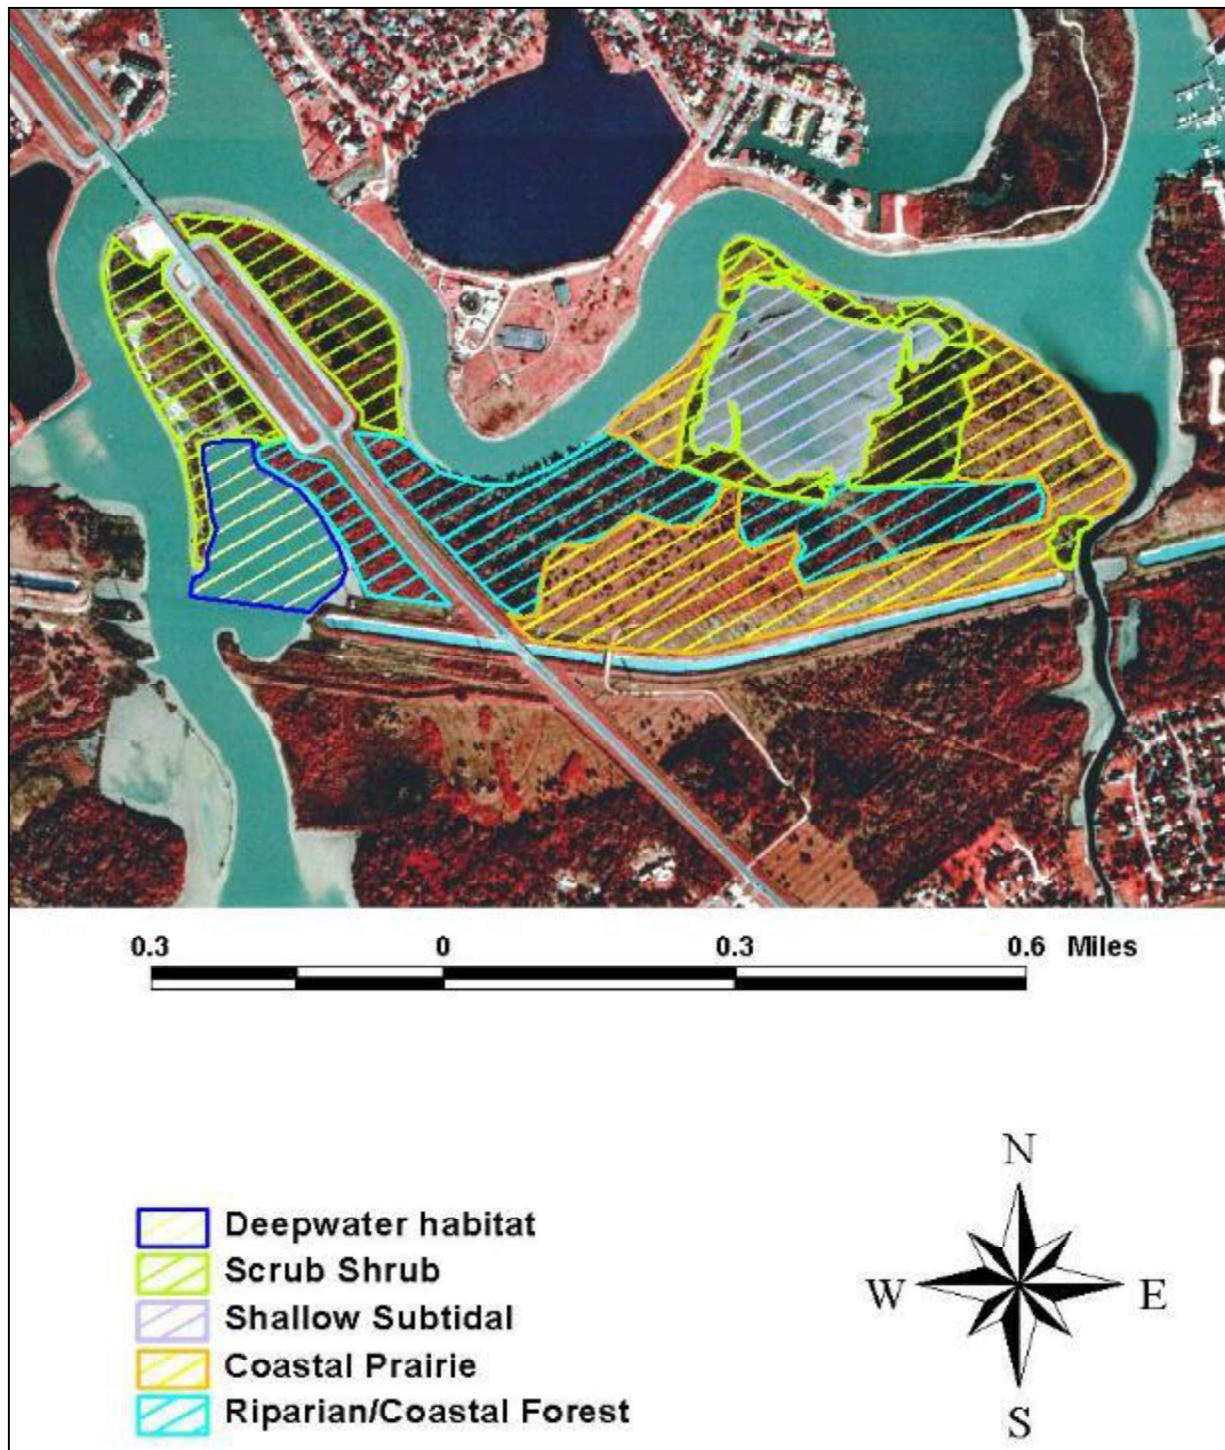 0.3 0 0.3 0.6 Miles
N
W E
S
Deepwater habitat
Scrub Shrub
Shallow Subtidal
Coastal Prairie
Riparian/Coastal Forest